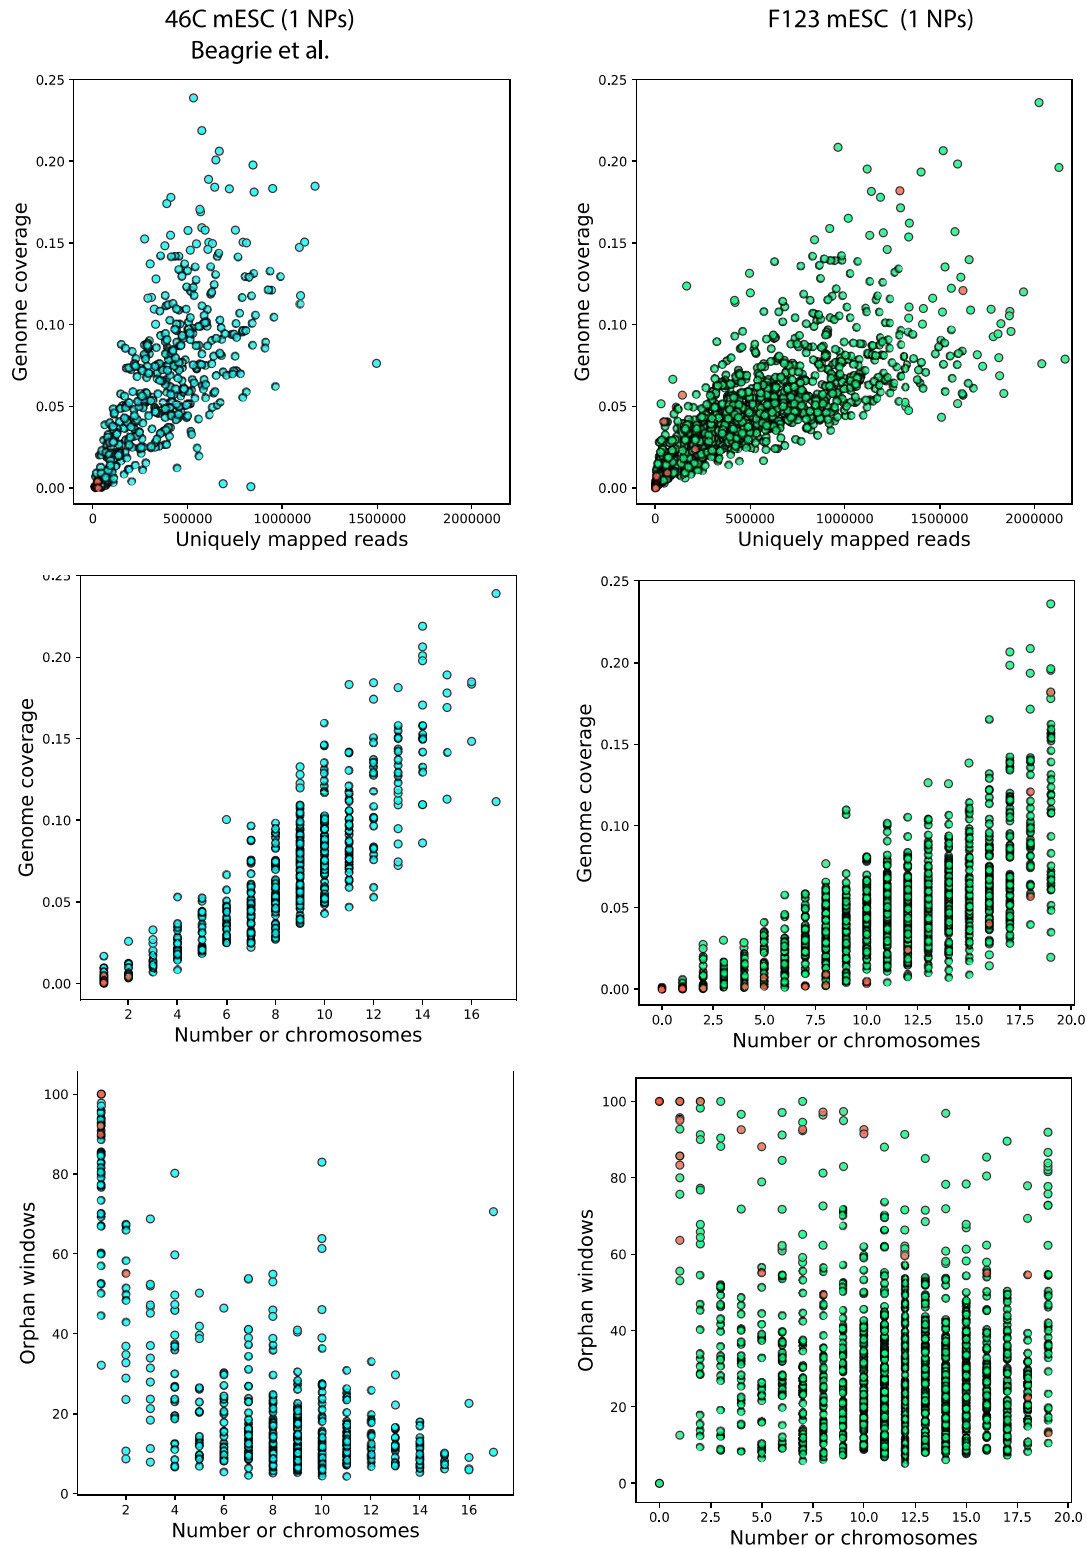 46C mESC (1 NPs)
Beagrie et al.
F123 mESC (1 NPs)
0.25
0.20
0.15
0.10
0.05
0.00
Genome coverage
0 500000 1000000 1500000 2000000
Uniquely mapped reads
0.25
0.20
0.15
0.10
0.05
0.00
Genome coverage
0 500000 1000000 1500000 2000000
Uniquely mapped reads
0.25
0.20
0.15
0.10
0.05
0.00
Genome coverage
2 4 6 8 10 12 14 16
Number or chromosomes
0.25
0.20
0.15
0.10
0.05
0.00
Genome coverage
0.0 2.5 5.0 7.5 10.0 12.5 15.0 17.5 20.0
Number or chromosomes
100
80
60
40
20
0
Orphan windows
2 4 6 8 10 12 14 16
Number or chromosomes
100
80
60
40
20
0
Orphan windows
0.0 2.5 5.0 7.5 10.0 12.5 15.0 17.5 20.0
Number or chromosomes